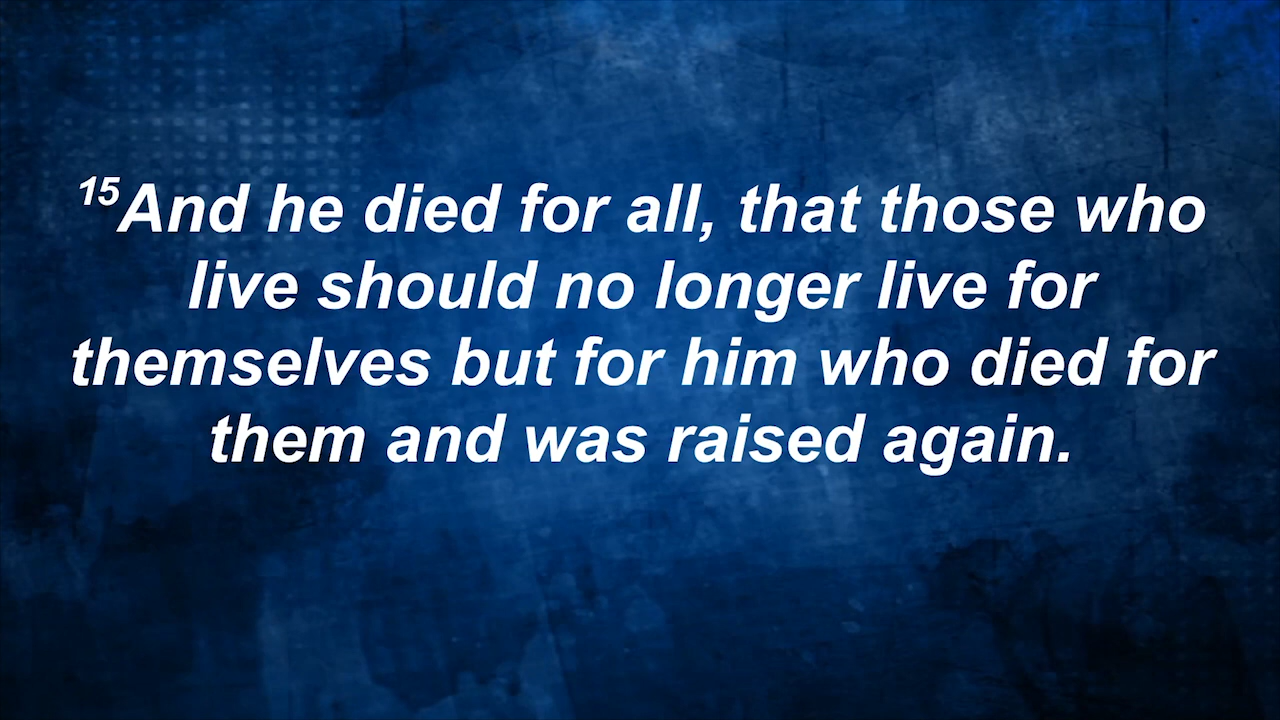 15And he died for all, that those who
live should no longer live for
themselves but for him who died for
them and was raised again.